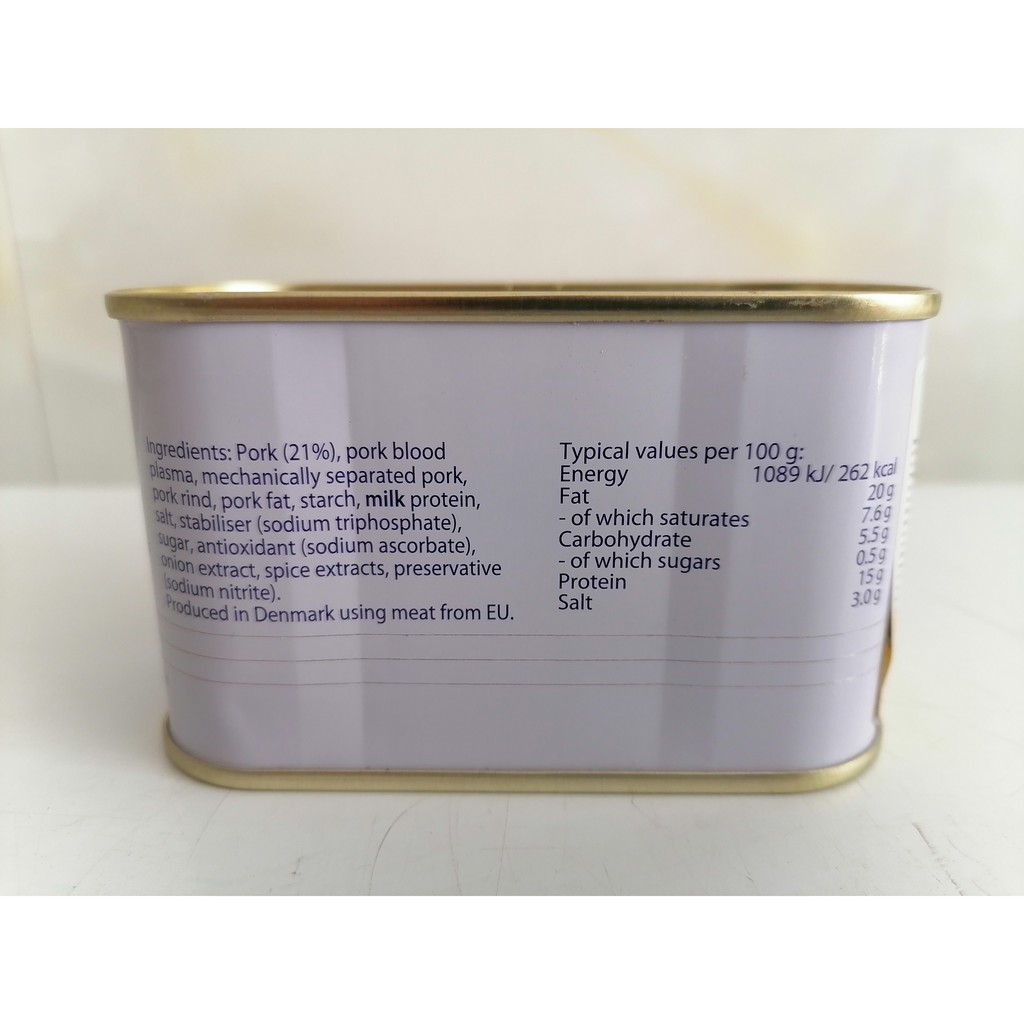 Ingredients: Pork (21%), pork blood
plasma, mechanically separated pork,
pork rind, pork fat, starch, milk protein,
salt, stabiliser (sodium triphosphate),
sugar, antioxidant (sodium ascorbate),
onion extract, spice extracts, preservative
(sodium nitrite).
Produced in Denmark using meat from EU.
Typical values per 100 g:
Energy 1089 kJ/ 262 kcal
Fat 20 g
- of which saturates 7.6 g
Carbohydrate 5.5 g
- of which sugars 0.5 g
Protein 15 g
Salt 3.0 g